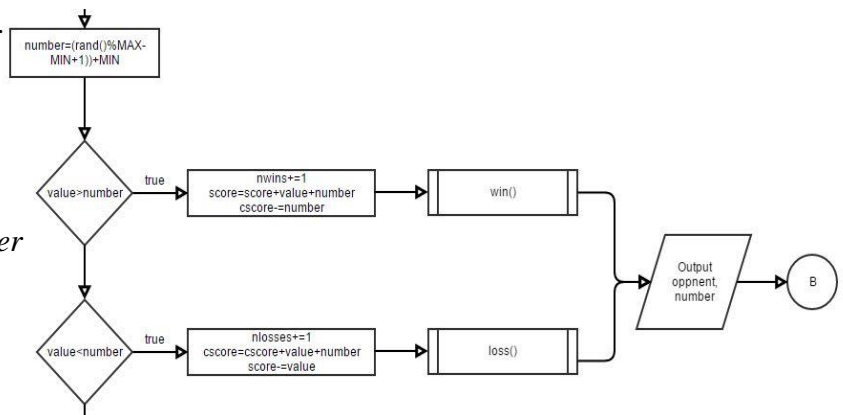 number=(rand()%MAX-
MIN+1))+MIN
value>number
true
nwins+=1
score=score+value+number
cscore-=number
win()
er
Output
oppnent,
number
B
value<number
true
nlosses+=1
cscore=cscore+value+number
score-=value
loss()